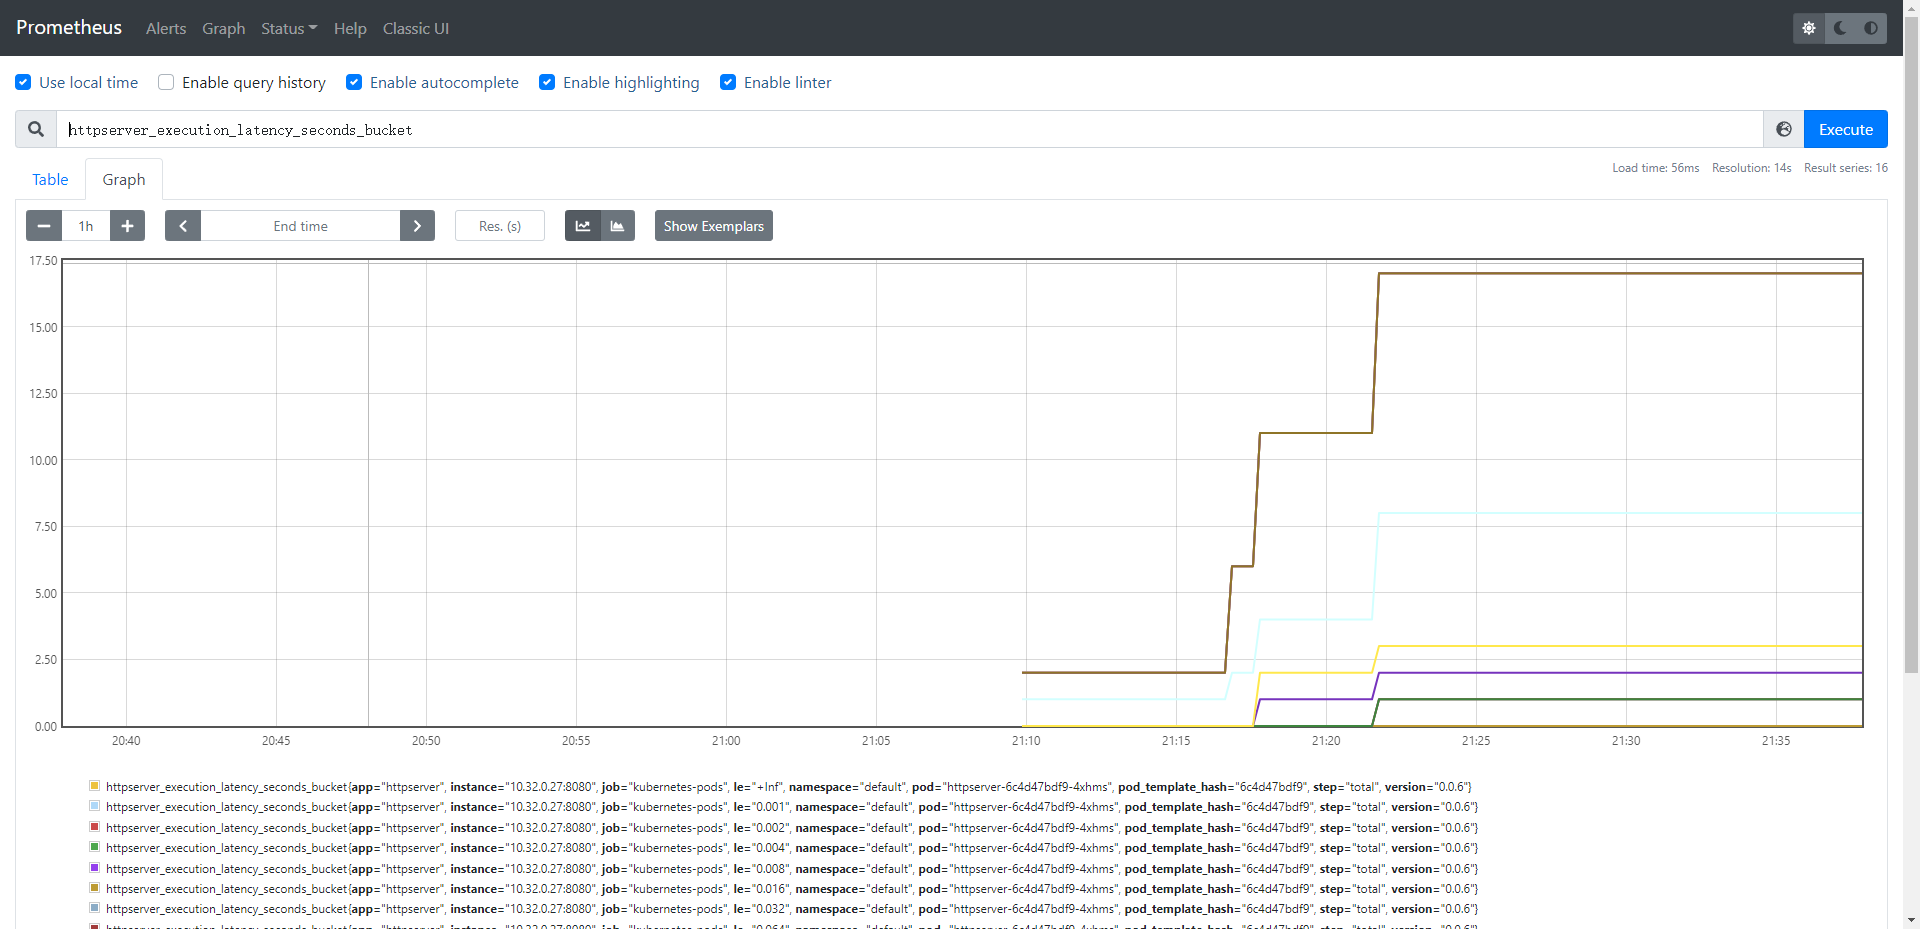 Prometheus Alerts Graph Status Help Classic UI
Use local time Enable query history Enable autocomplete Enable highlighting Enable linter
httpserver_execution_latency_seconds_bucket Execute
Load time: 56ms Resolution: 14s Result series: 16
Table Graph
1h End time Res. (s) Show Exemplars
17.50
15.00
12.50
10.00
7.50
5.00
2.50
0.00
20:40 20:45 20:50 20:55 21:00 21:05 21:10 21:15 21:20 21:25 21:30 21:35
httpserver_execution_latency_seconds_bucket{app="httpserver", instance="10.32.0.27:8080", job="kubernetes-pods", le="+Inf", namespace="default", pod="httpserver-6c4d47bdf9-4xhms", pod_template_hash="6c4d47bdf9", step="total", version="0.0.6"}
httpserver_execution_latency_seconds_bucket{app="httpserver", instance="10.32.0.27:8080", job="kubernetes-pods", le="0.001", namespace="default", pod="httpserver-6c4d47bdf9-4xhms", pod_template_hash="6c4d47bdf9", step="total", version="0.0.6"}
httpserver_execution_latency_seconds_bucket{app="httpserver", instance="10.32.0.27:8080", job="kubernetes-pods", le="0.002", namespace="default", pod="httpserver-6c4d47bdf9-4xhms", pod_template_hash="6c4d47bdf9", step="total", version="0.0.6"}
httpserver_execution_latency_seconds_bucket{app="httpserver", instance="10.32.0.27:8080", job="kubernetes-pods", le="0.004", namespace="default", pod="httpserver-6c4d47bdf9-4xhms", pod_template_hash="6c4d47bdf9", step="total", version="0.0.6"}
httpserver_execution_latency_seconds_bucket{app="httpserver", instance="10.32.0.27:8080", job="kubernetes-pods", le="0.008", namespace="default", pod="httpserver-6c4d47bdf9-4xhms", pod_template_hash="6c4d47bdf9", step="total", version="0.0.6"}
httpserver_execution_latency_seconds_bucket{app="httpserver", instance="10.32.0.27:8080", job="kubernetes-pods", le="0.016", namespace="default", pod="httpserver-6c4d47bdf9-4xhms", pod_template_hash="6c4d47bdf9", step="total", version="0.0.6"}
httpserver_execution_latency_seconds_bucket{app="httpserver", instance="10.32.0.27:8080", job="kubernetes-pods", le="0.032", namespace="default", pod="httpserver-6c4d47bdf9-4xhms", pod_template_hash="6c4d47bdf9", step="total", version="0.0.6"}